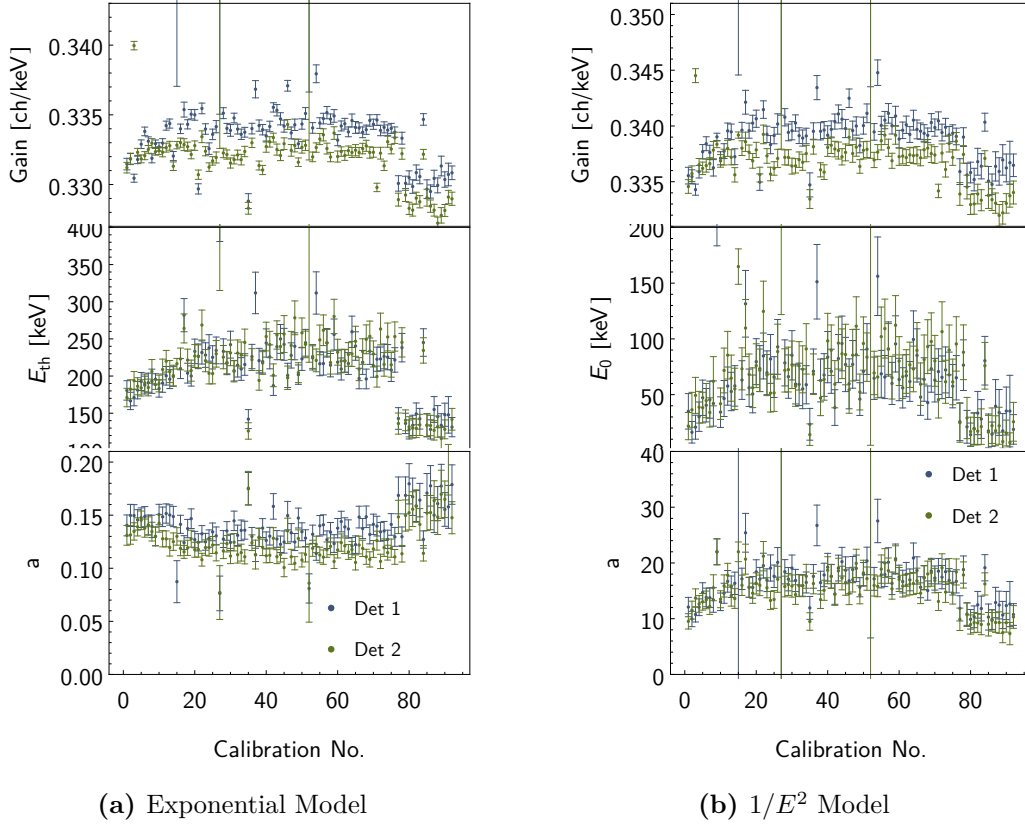 0.340
0.335
0.330
Gain [ch/keV]
400
350
300
250
200
150
100
E_th [keV]
0.20
0.15
0.10
0.05
0.00
a
Det 1
Det 2
0 20 40 60 80
Calibration No.
(a) Exponential Model
0.350
0.345
0.340
0.335
Gain [ch/keV]
200
150
100
50
0
E_0 [keV]
40
30
20
10
0
a
Det 1
Det 2
0 20 40 60 80
Calibration No.
(b) 1/E² Model